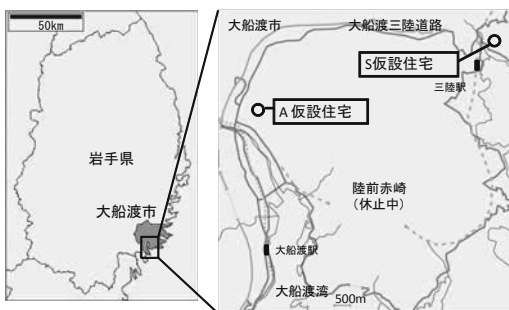 50km
岩手県
大船渡市
大船渡市
大船渡三陸道路
S仮設住宅
三陸駅
A仮設住宅
陸前赤崎
(休止中)
大船渡駅
大船渡湾
500m